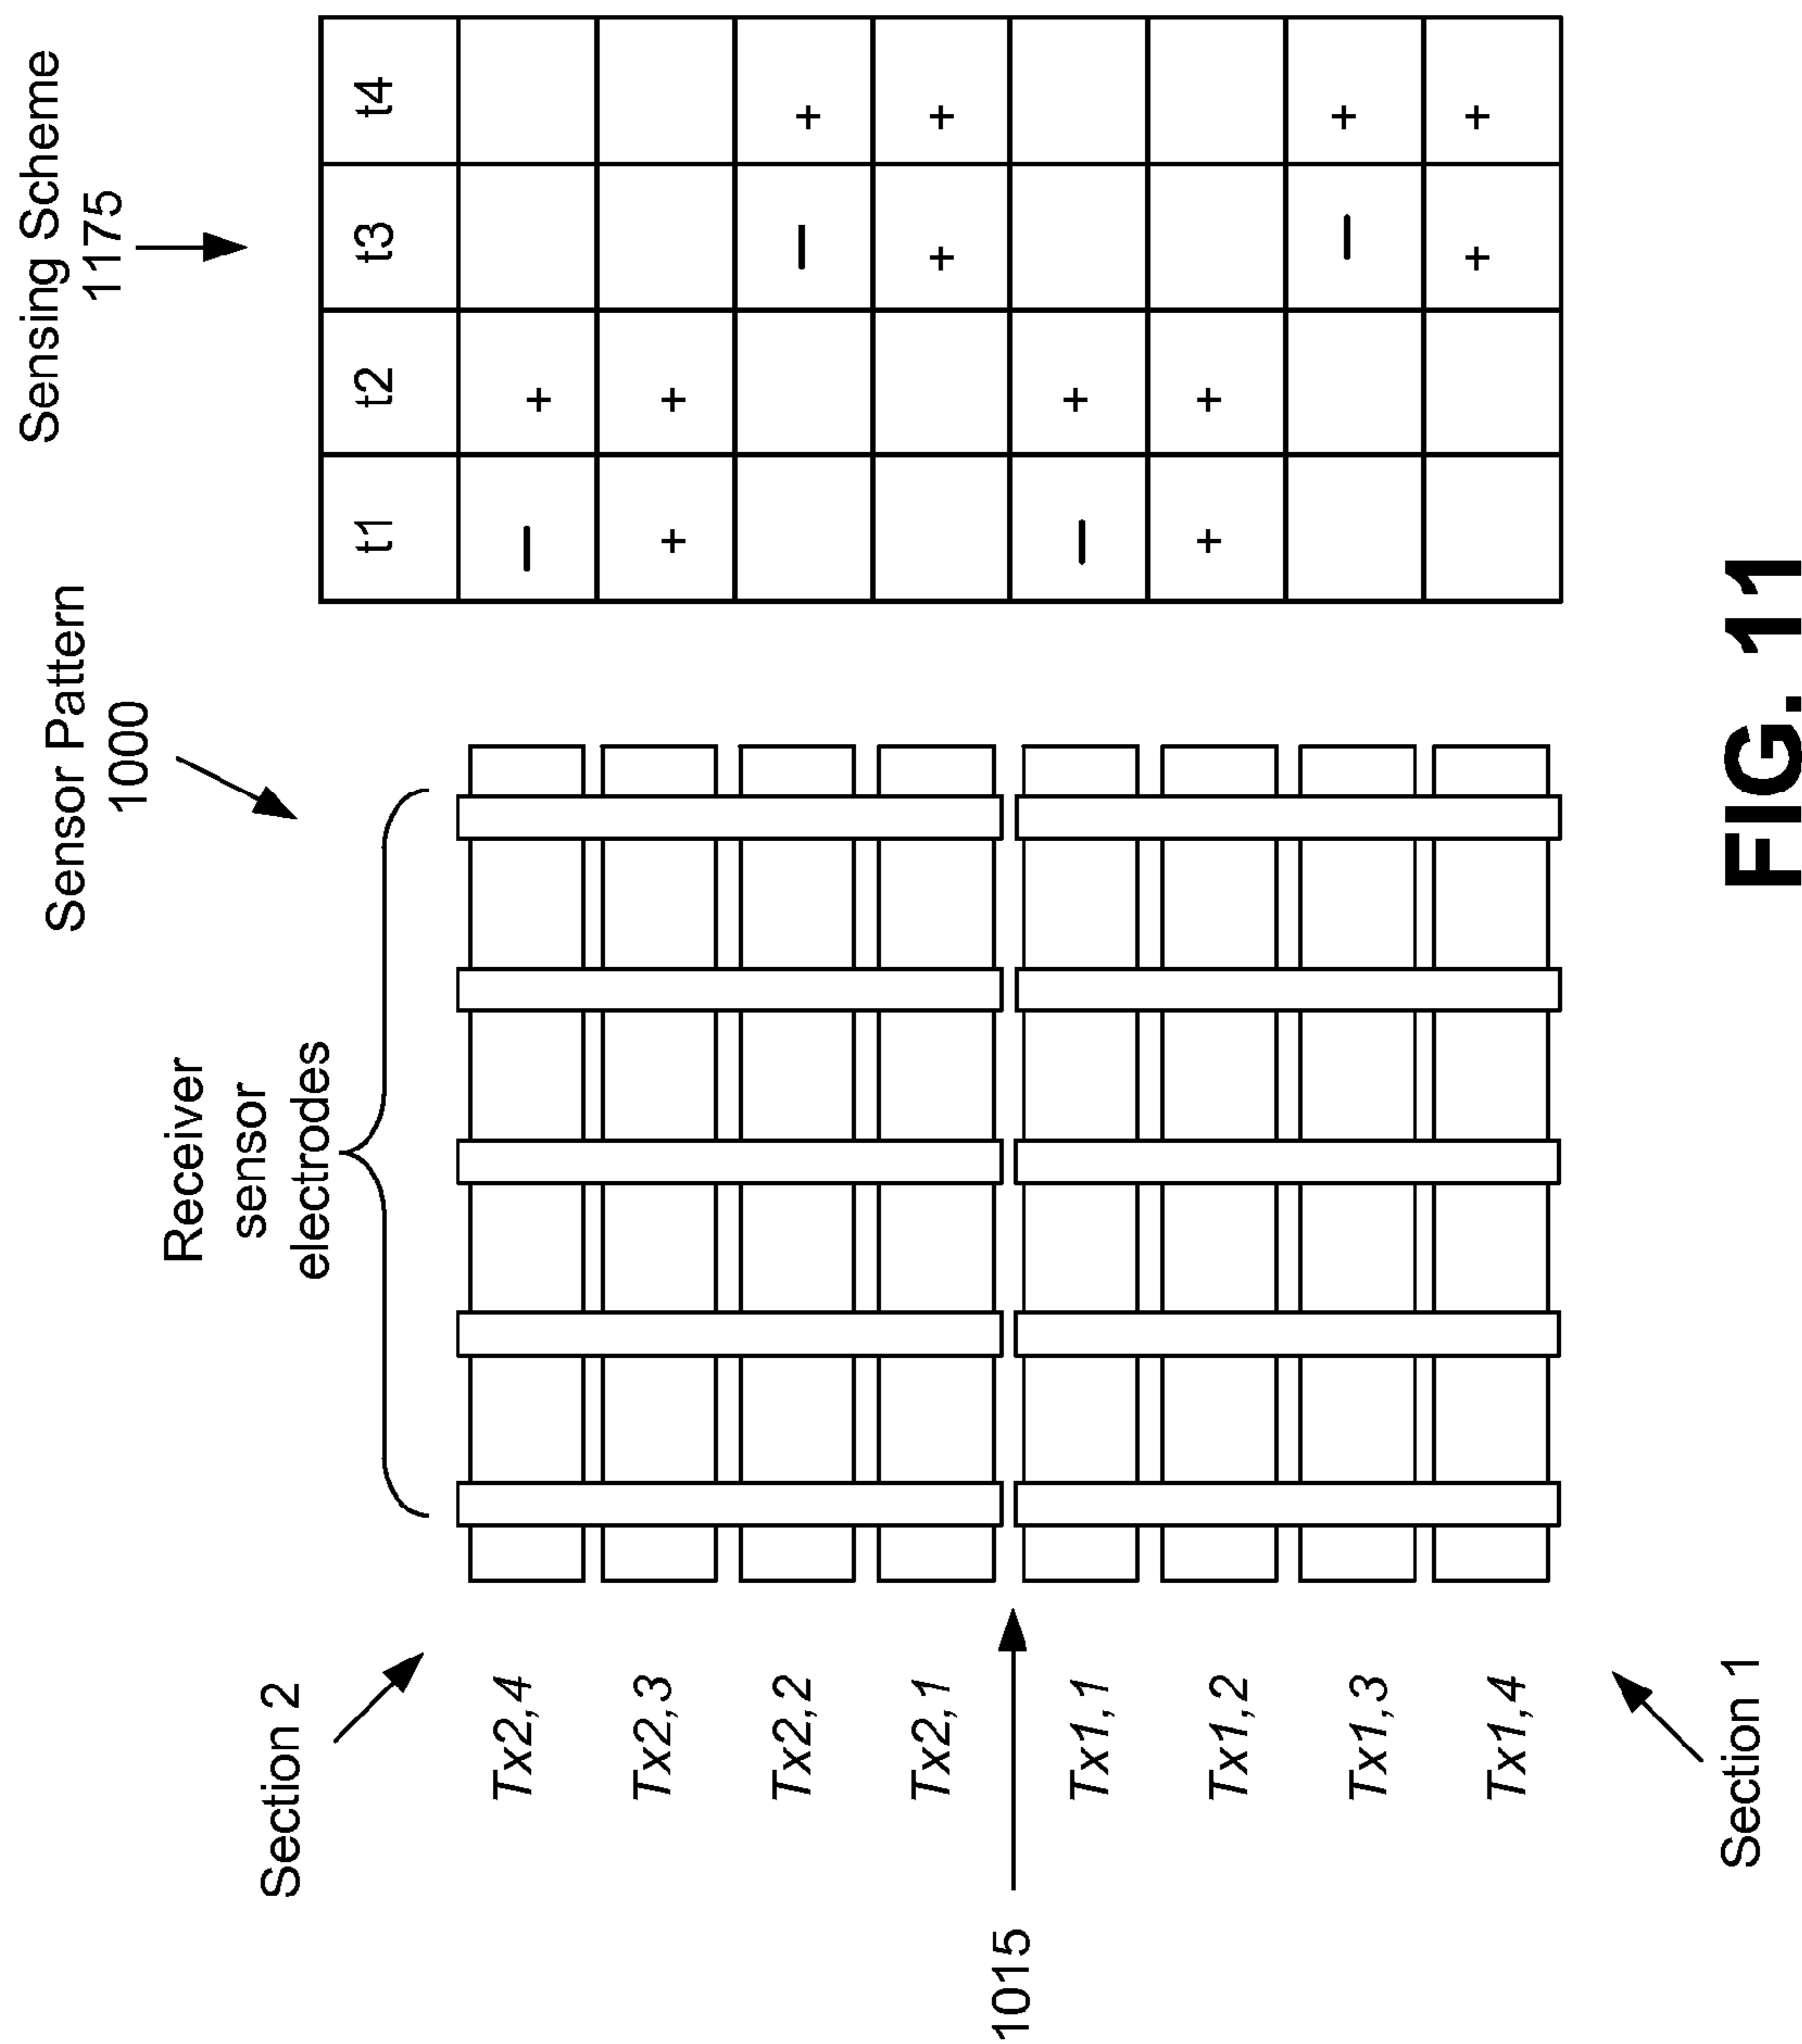 Sensor Pattern
1000
Sensing Scheme
1175
Receiver
sensor
electrodes
Section 2
t1 t2 t3 t4
Tx2,4 — +
Tx2,3 + +
Tx2,2 — +
Tx2,1 + +
1015
Tx1,1 — +
Tx1,2 + +
Tx1,3 — +
Tx1,4 + +
Section 1
FIG. 11